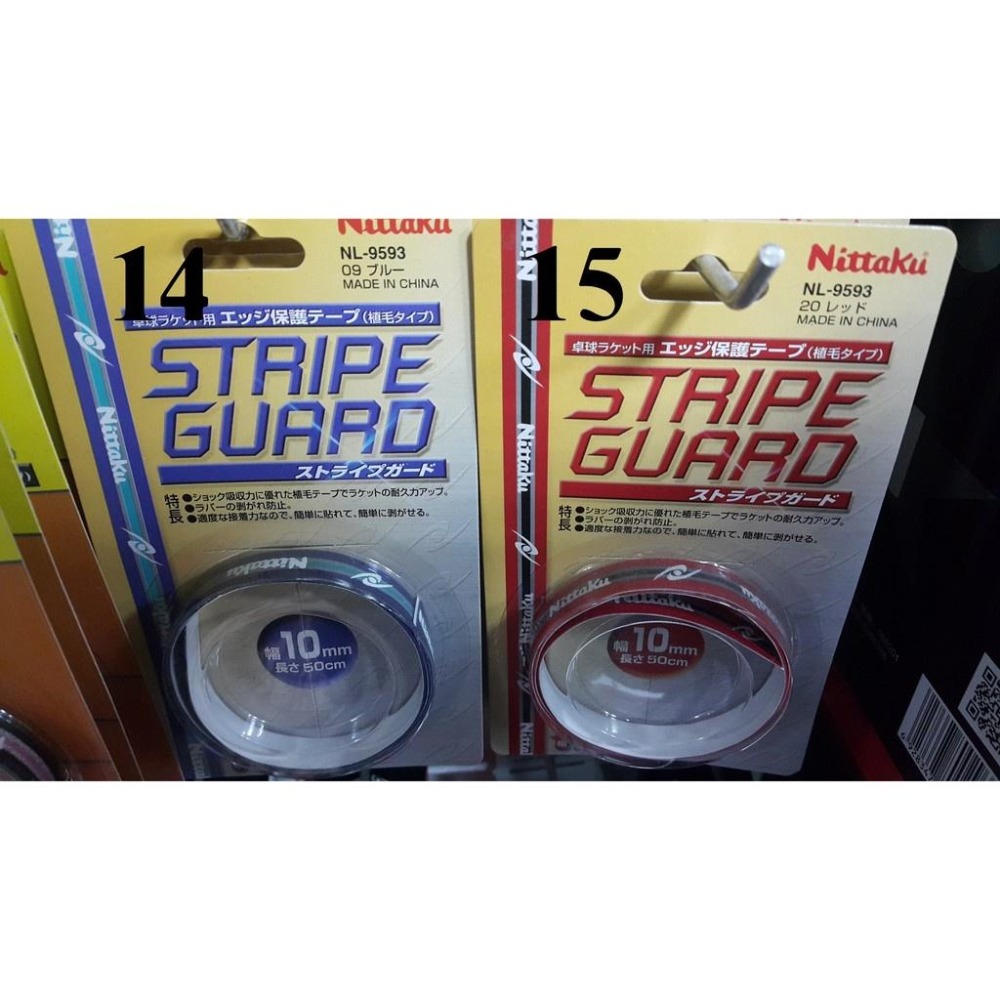 14
Nittaku
NL-9593
09 ブルー
MADE IN CHINA
卓球ラケット用 エッジ保護テープ(植毛タイプ)
STRIPE
GUARD
ストライプガード
特長
●ショック吸収力に優れた植毛テープでラケットの耐久力アップ。
●ラバーの剥がれ防止。
●適度な接着力なので、簡単に貼れて、簡単に剥がせる。
Nittaku
Nittaku
幅10mm
長さ50cm
15
Nittaku
NL-9593
20 レッド
MADE IN CHINA
卓球ラケット用 エッジ保護テープ(植毛タイプ)
STRIPE
GUARD
ストライプガード
特長
●ショック吸収力に優れた植毛テープでラケットの耐久力アップ。
●ラバーの剥がれ防止。
●適度な接着力なので、簡単に貼れて、簡単に剥がせる。
Nittaku
Nittaku
Nittaku
幅10mm
長さ50cm